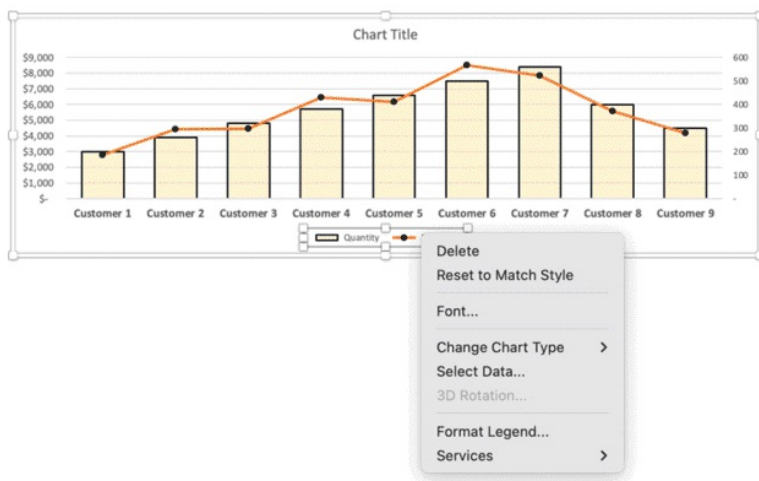 Chart Title
$9,000
$8,000
$7,000
$6,000
$5,000
$4,000
$3,000
$2,000
$1,000
$-
600
500
400
300
200
100
-
Customer 1 Customer 2 Customer 3 Customer 4 Customer 5 Customer 6 Customer 7 Customer 8 Customer 9
Quantity
Delete
Reset to Match Style
Font...
Change Chart Type
Select Data...
3D Rotation...
Format Legend...
Services